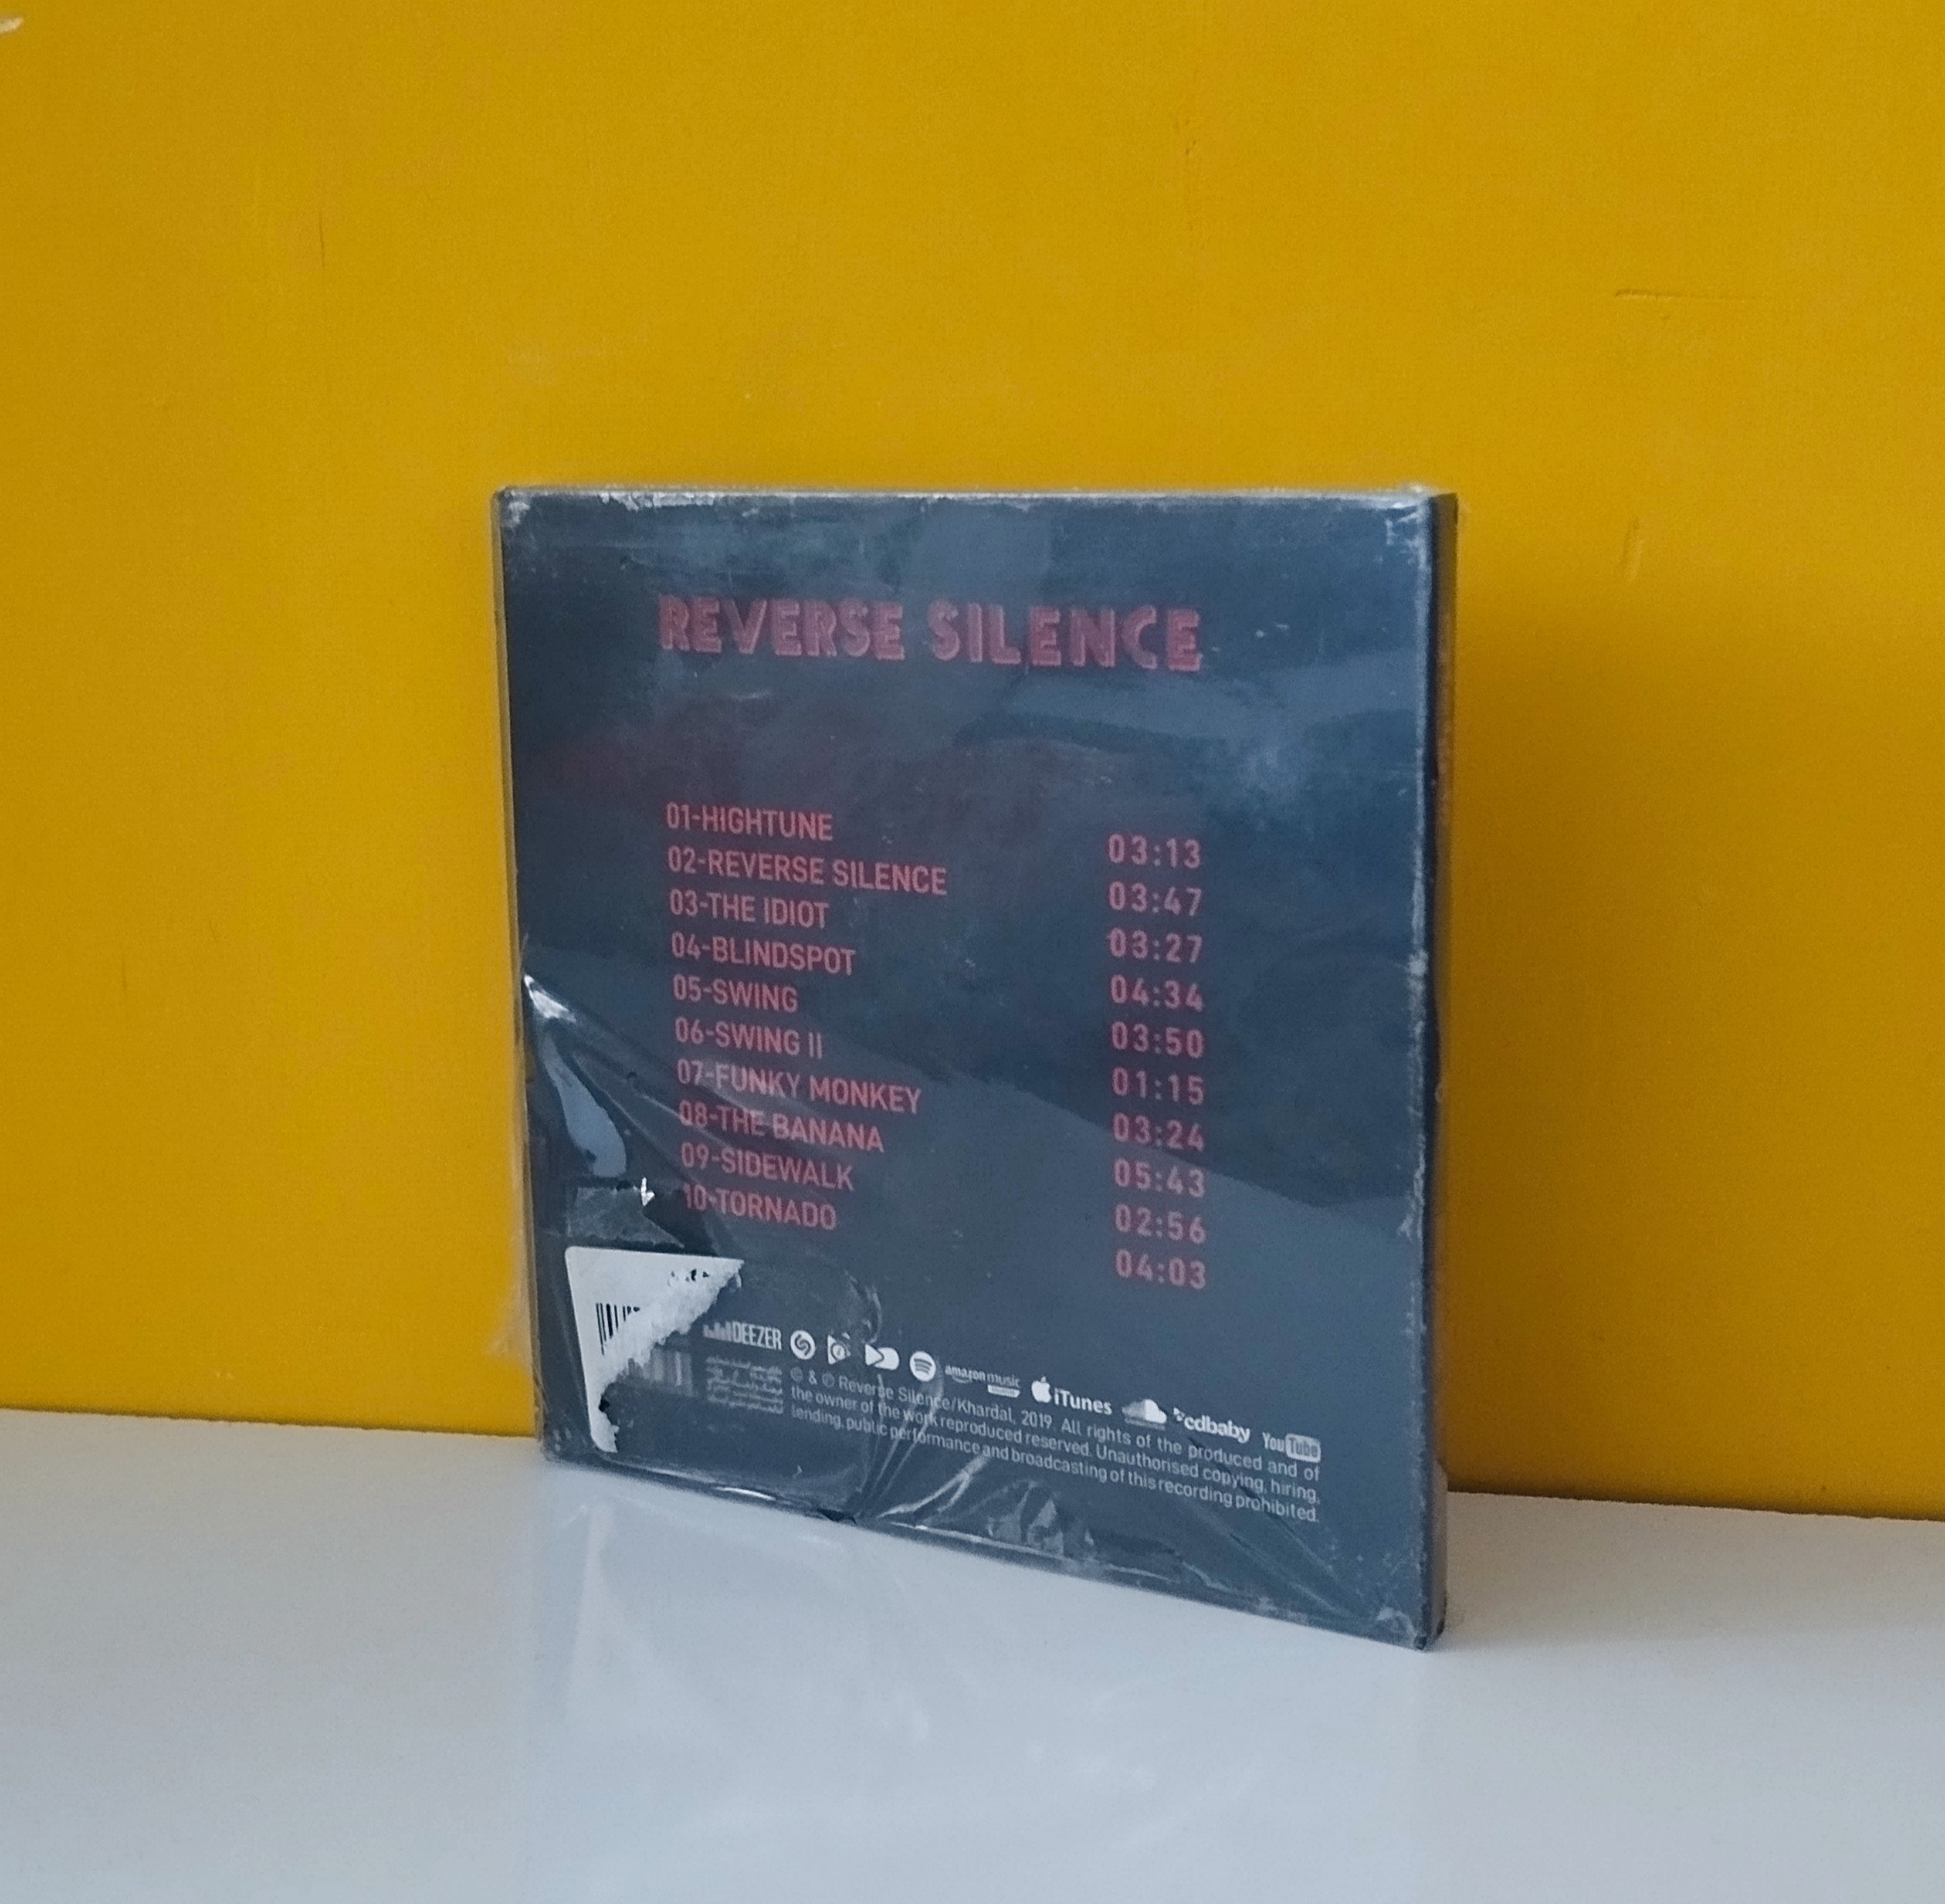 REVERSE SILENCE
01-HIGHTUNE 03:13
02-REVERSE SILENCE 03:47
03-THE IDIOT 03:27
04-BLINDSPOT 04:34
05-SWING 03:50
06-SWING II 01:15
07-FUNKY MONKEY 03:24
08-THE BANANA 05:43
09-SIDEWALK 02:56
10-TORNADO 04:03
DEEZER amazon music iTunes cdbaby YouTube
© & ℗ Reverse Silence/Khardal, 2019. All rights of the produced and of
the owner of the work reproduced reserved. Unauthorised copying, hiring,
lending, public performance and broadcasting of this recording prohibited.